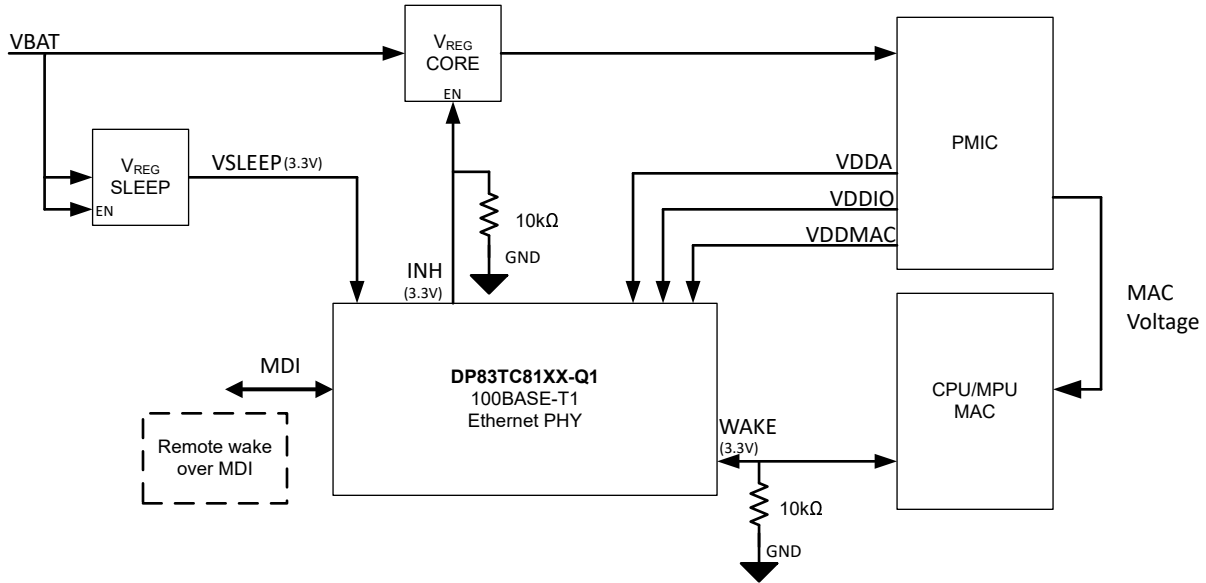 VBAT
VREG
CORE
EN
PMIC
VREG
SLEEP
EN
VSLEEP (3.3V)
10kΩ
GND
INH
(3.3V)
VDDA
VDDIO
VDDMAC
MAC
Voltage
MDI
Remote wake
over MDI
DP83TC81XX-Q1
100BASE-T1
Ethernet PHY
WAKE
(3.3V)
10kΩ
GND
CPU/MPU
MAC